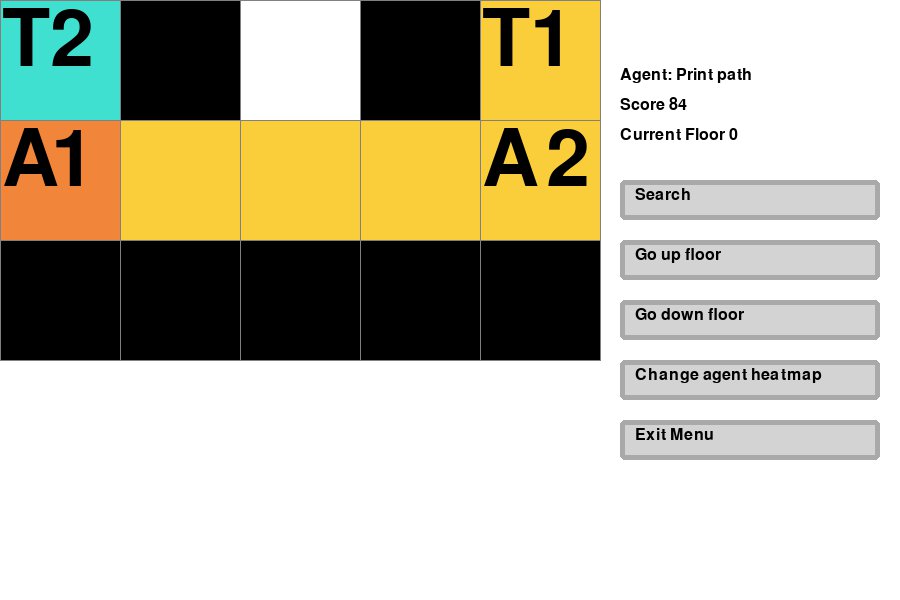 T2 T1
A1 A2
Agent: Print path
Score 84
Current Floor 0
Search
Go up floor
Go down floor
Change agent heatmap
Exit Menu